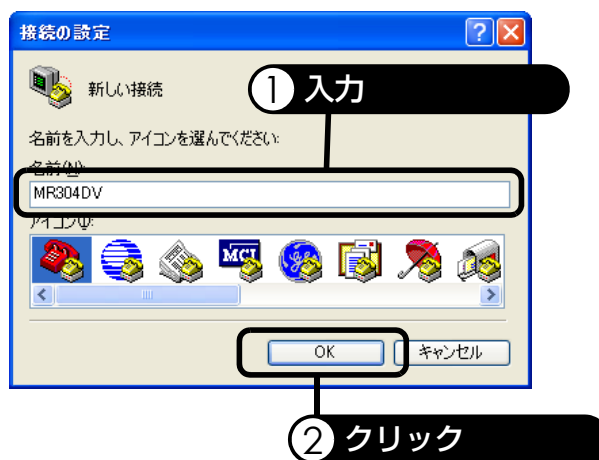 接続の設定
新しい接続
① 入力
名前を入力し、アイコンを選んでください:
名前(N):
MR304DV
アイコン(I):
MCI
OK
キャンセル
② クリック